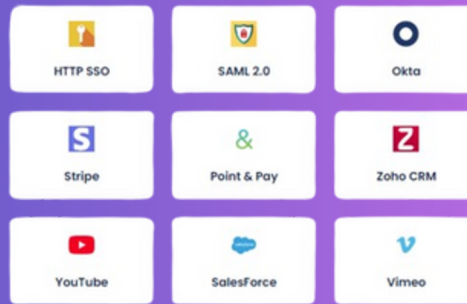 HTTP SSO
SAML 2.0
Okta
S
&
Z
Stripe
Point & Pay
Zoho CRM
YouTube
SalesForce
Vimeo